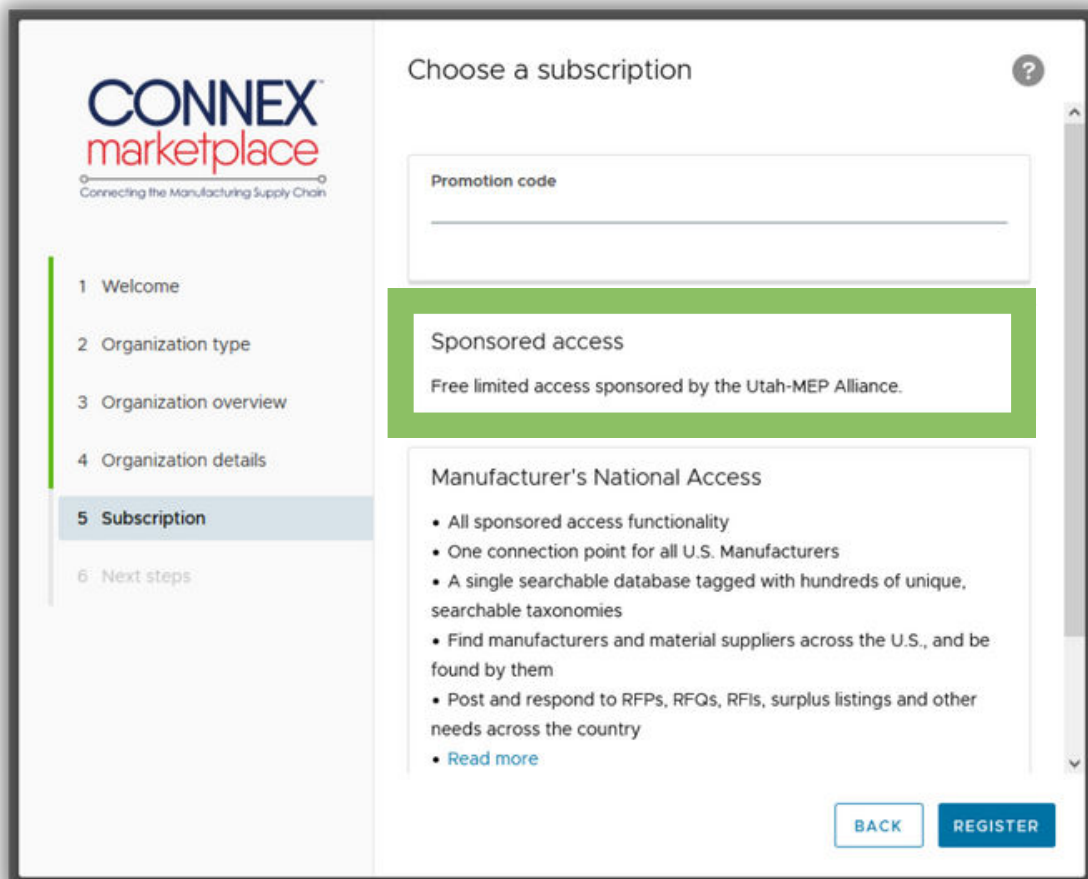 CONNEX™
marketplace
Connecting the Manufacturing Supply Chain
1 Welcome
2 Organization type
3 Organization overview
4 Organization details
5 Subscription
6 Next steps
Choose a subscription
?
Promotion code
Sponsored access
Free limited access sponsored by the Utah-MEP Alliance.
Manufacturer's National Access
• All sponsored access functionality
• One connection point for all U.S. Manufacturers
• A single searchable database tagged with hundreds of unique,
searchable taxonomies
• Find manufacturers and material suppliers across the U.S., and be
found by them
• Post and respond to RFPs, RFQs, RFIs, surplus listings and other
needs across the country
• Read more
BACK
REGISTER